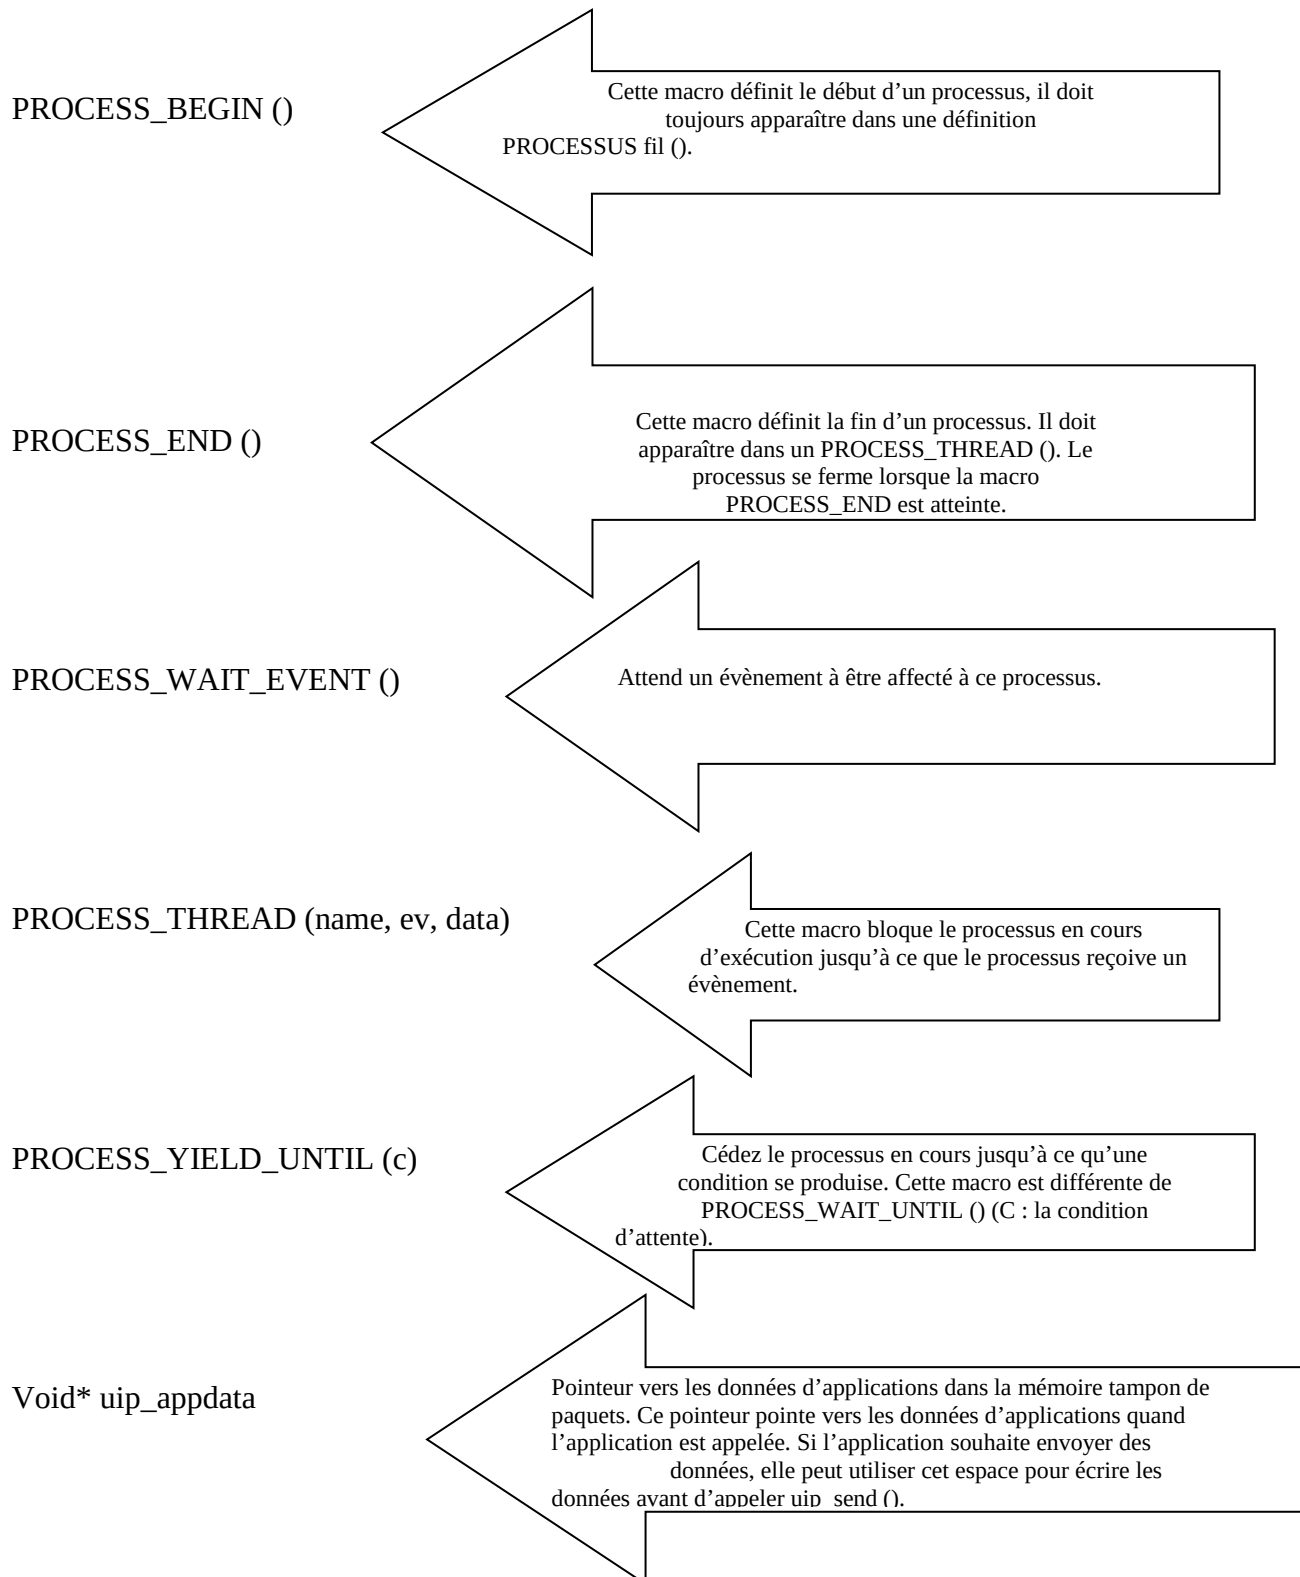 PROCESS_BEGIN ()
Cette macro définit le début d’un processus, il doit
toujours apparaître dans une définition
PROCESSUS fil ().
PROCESS_END ()
Cette macro définit la fin d’un processus. Il doit
apparaître dans un PROCESS_THREAD (). Le
processus se ferme lorsque la macro
PROCESS_END est atteinte.
PROCESS_WAIT_EVENT ()
Attend un évènement à être affecté à ce processus.
PROCESS_THREAD (name, ev, data)
Cette macro bloque le processus en cours
d’exécution jusqu’à ce que le processus reçoive un
évènement.
PROCESS_YIELD_UNTIL (c)
Cédez le processus en cours jusqu’à ce qu’une
condition se produise. Cette macro est différente de
PROCESS_WAIT_UNTIL () (C : la condition
d’attente).
Void* uip_appdata
Pointeur vers les données d’applications dans la mémoire tampon de
paquets. Ce pointeur pointe vers les données d’applications quand
l’application est appelée. Si l’application souhaite envoyer des
données, elle peut utiliser cet espace pour écrire les
données avant d’appeler uip_send ().